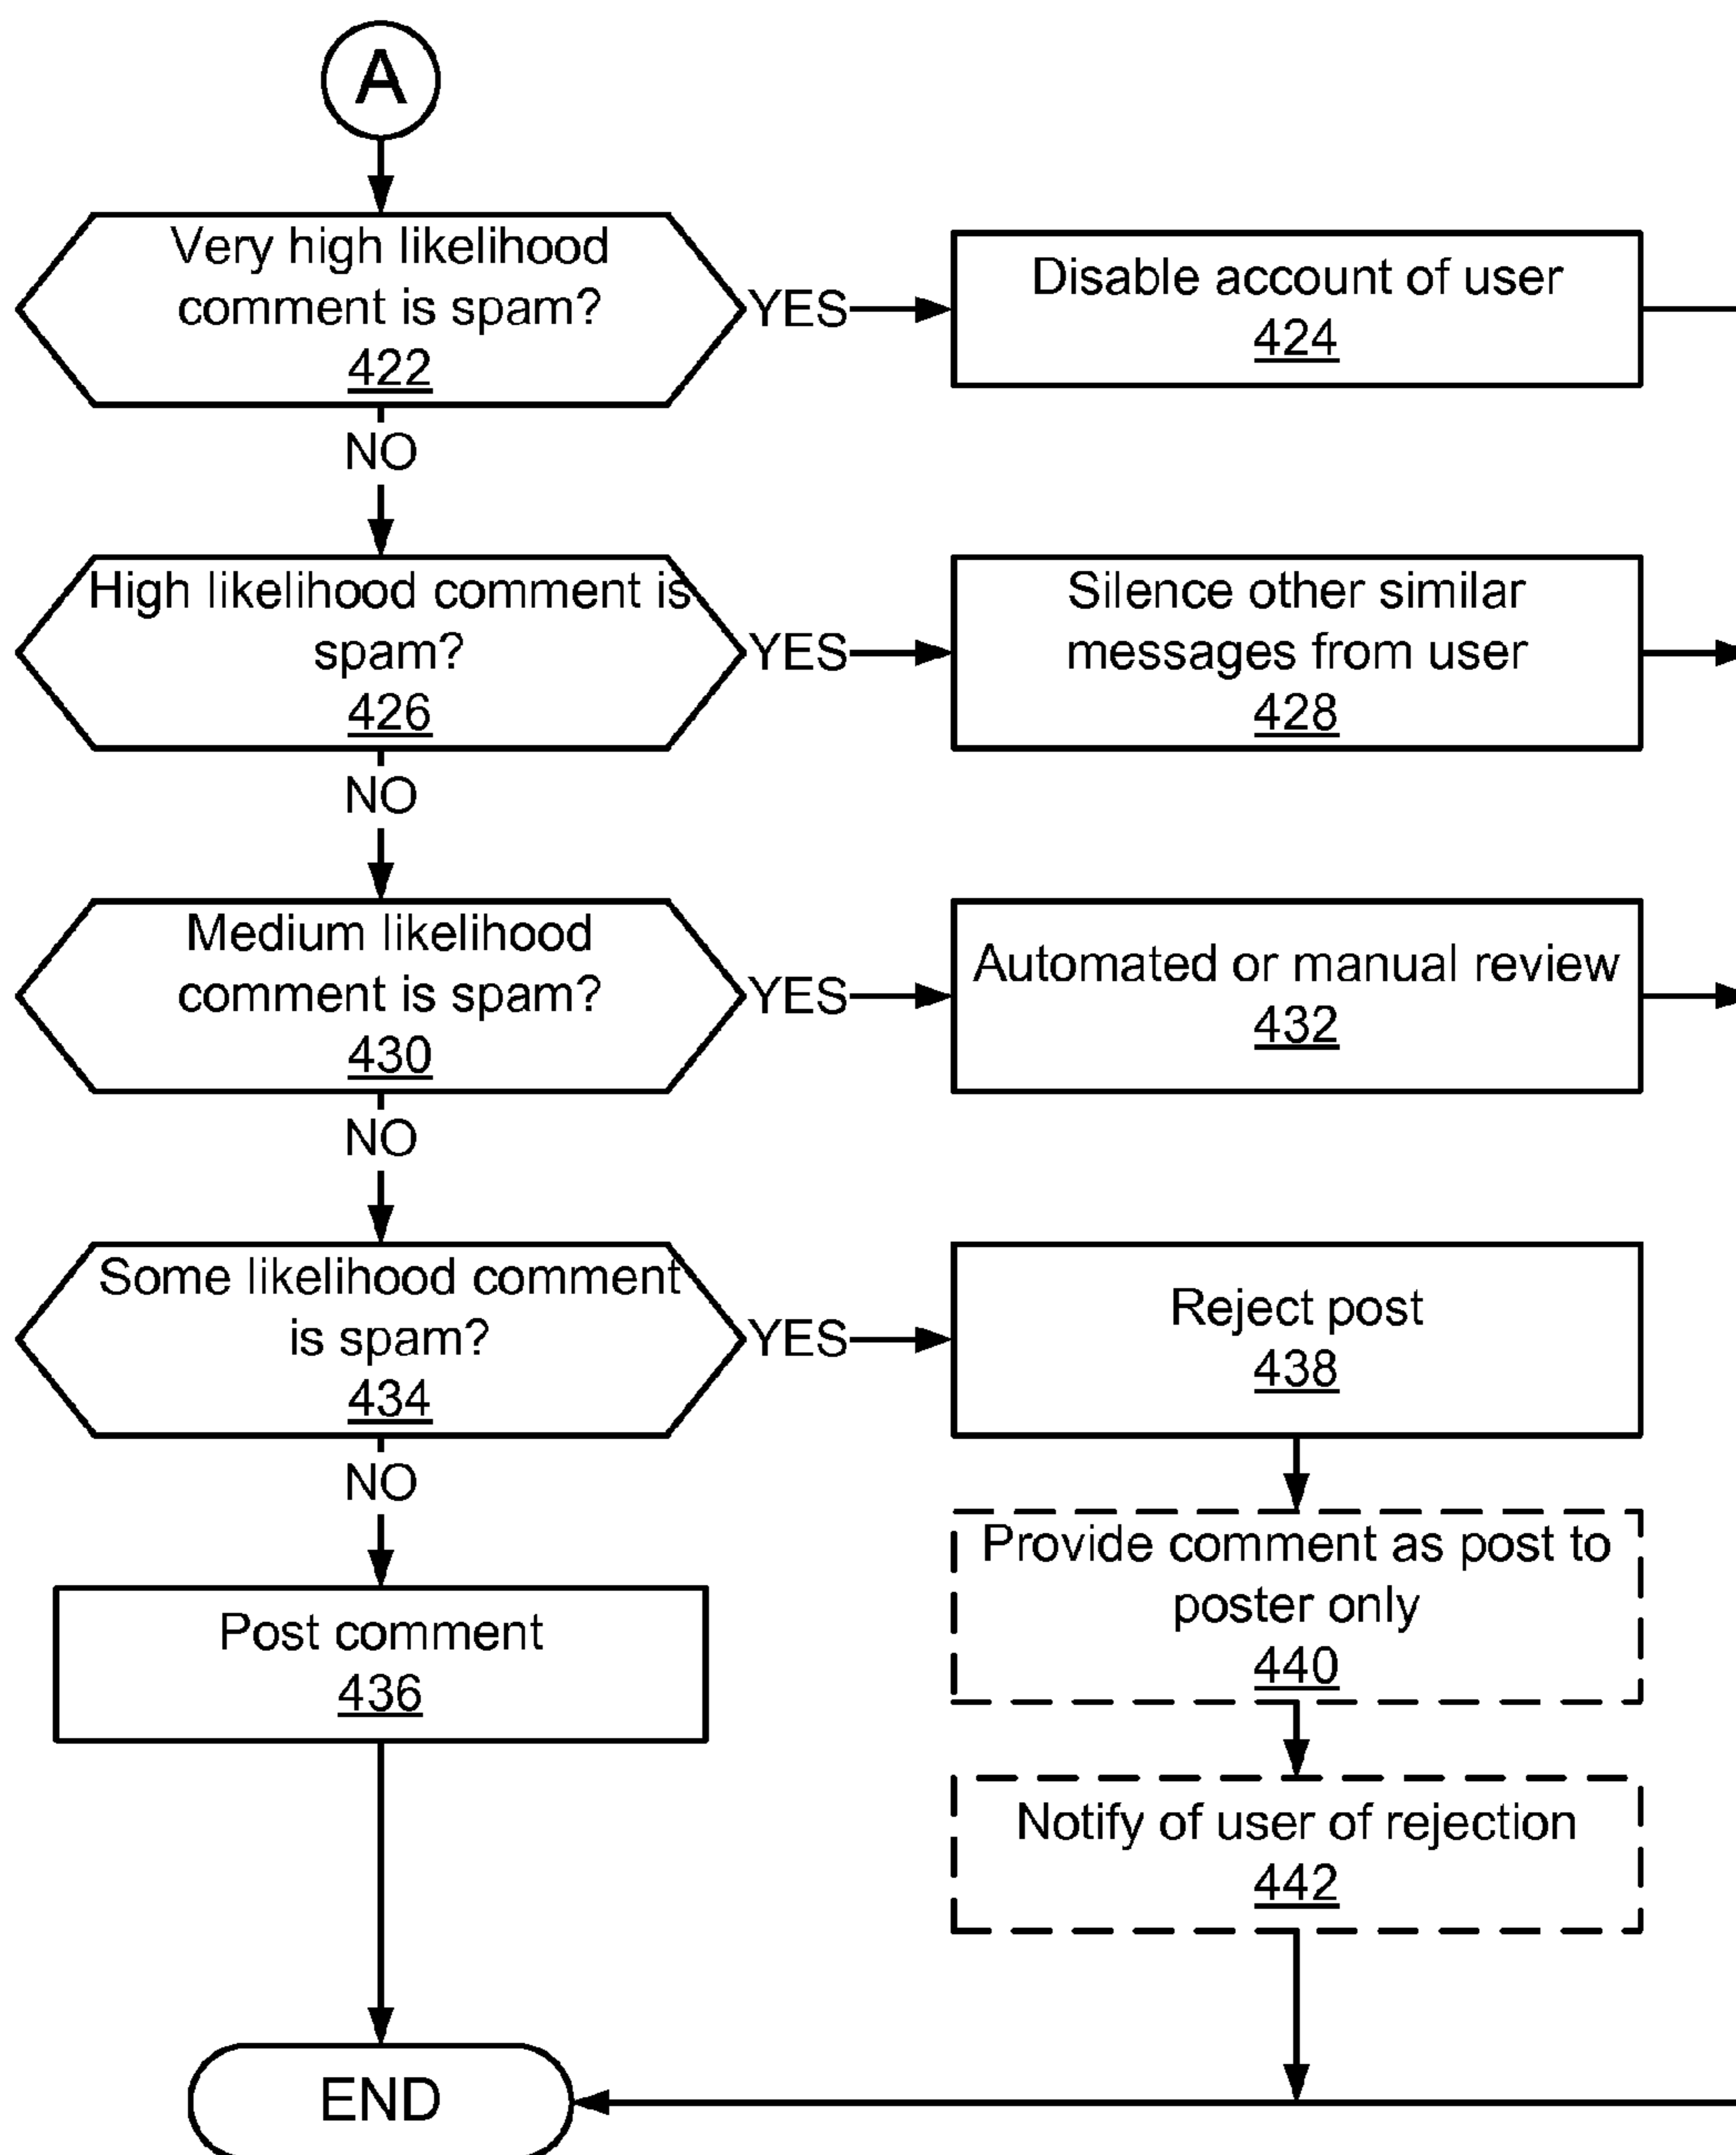 A
Very high likelihood
comment is spam?
422
YES
Disable account of user
424
NO
High likelihood comment is
spam?
426
YES
Silence other similar
messages from user
428
NO
Medium likelihood
comment is spam?
430
YES
Automated or manual review
432
NO
Some likelihood comment
is spam?
434
YES
Reject post
438
NO
Provide comment as post to
poster only
440
Post comment
436
Notify of user of rejection
442
END